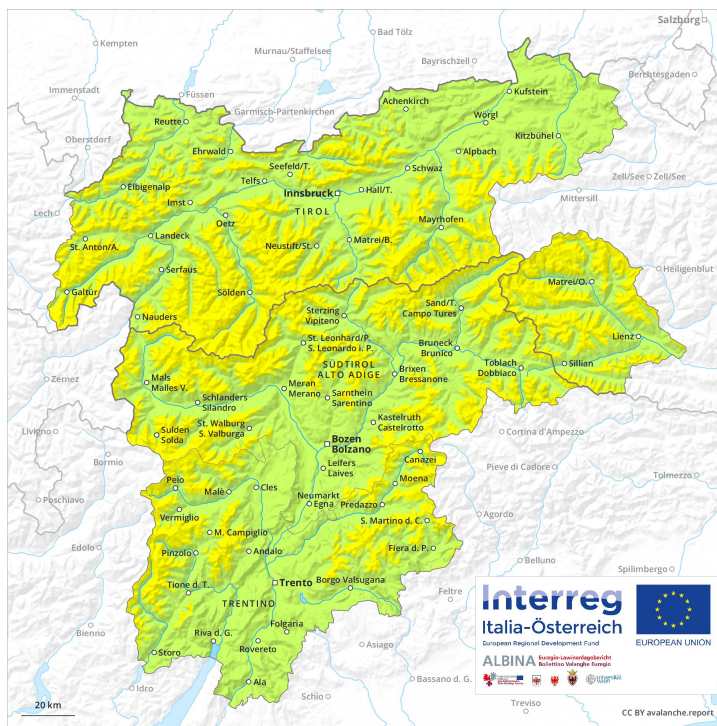 Salzburg
Kempten
Bad Tölz
Murnau/Staffelsee
Bayrischzell
Berchtesgaden
Immenstadt
Füssen
Kufstein
Achenkirch
Garmisch-Partenkirchen
Reutte
Wörgl
Kitzbühel
Oberstdorf
Ehrwald
Alpbach
Seefeld/T.
Schwaz
Telfs
Zell/See
Zell/See
Elbigenalp
Innsbruck
Hall/T.
Mittersill
Imst
Lech
TIROL
Oetz
Mayrhofen
St. Anton/A.
Landeck
Neustift/St.
Matrei/B.
Serfaus
Heiligenblut
Galtür
Sölden
Matrei/O.
Nauders
Sterzing
Vipiteno
Sand/T.
Campo Tures
St. Leonhard/P.
S. Leonardo i. P.
Lienz
Bruneck
Brunico
SÜDTIROL
ALTO ADIGE
Toblach
Dobbiaco
Sillian
Zernez
Mals
Malles V.
Brixen
Bressanone
Meran
Merano
Schlanders
Silandro
Sarnthein
Sarentino
St. Walburg
S. Valburga
Kastelruth
Castelrotto
Livigno
Sulden
Solda
Cortina d'Ampezzo
Bozen
Bolzano
Canazei
Bormio
Leifers
Laives
Pieve di Cadore
Tolmezzo
Peio
Moena
Poschiavo
Malè
Cles
Neumarkt
Egna
Predazzo
Vermiglio
Agordo
S. Martino d. C.
M. Campiglio
Edolo
Pinzolo
Andalo
Fiera d. P.
Belluno
Spilimbergo
Tione d. T.
Trento
Borgo Valsugana
Feltre
TRENTINO
Folgaria
Bienno
Riva d. G.
Rovereto
Asiago
Storo
Idro
Ala
Schio
Bassano d. G.
Treviso
Interreg
Italia-Österreich
European Regional Development Fund
EUROPEAN UNION
ALBINA
Euregio-Lawinenlagebericht
Bollettino Valanghe Euregio
20 km
CC BY avalanche.report